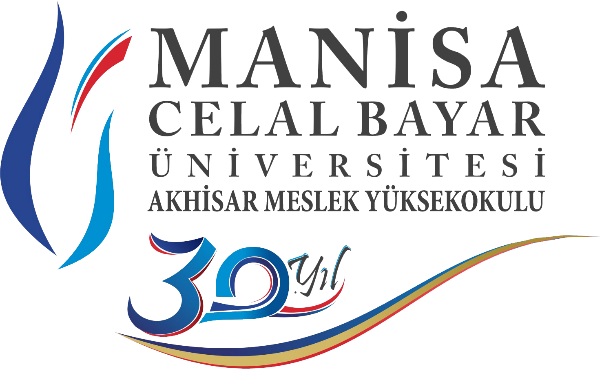 MANİSA
CELAL BAYAR
ÜNİVERSİTESİ
AKHİSAR MESLEK YÜKSEKOKULU
30.Yıl